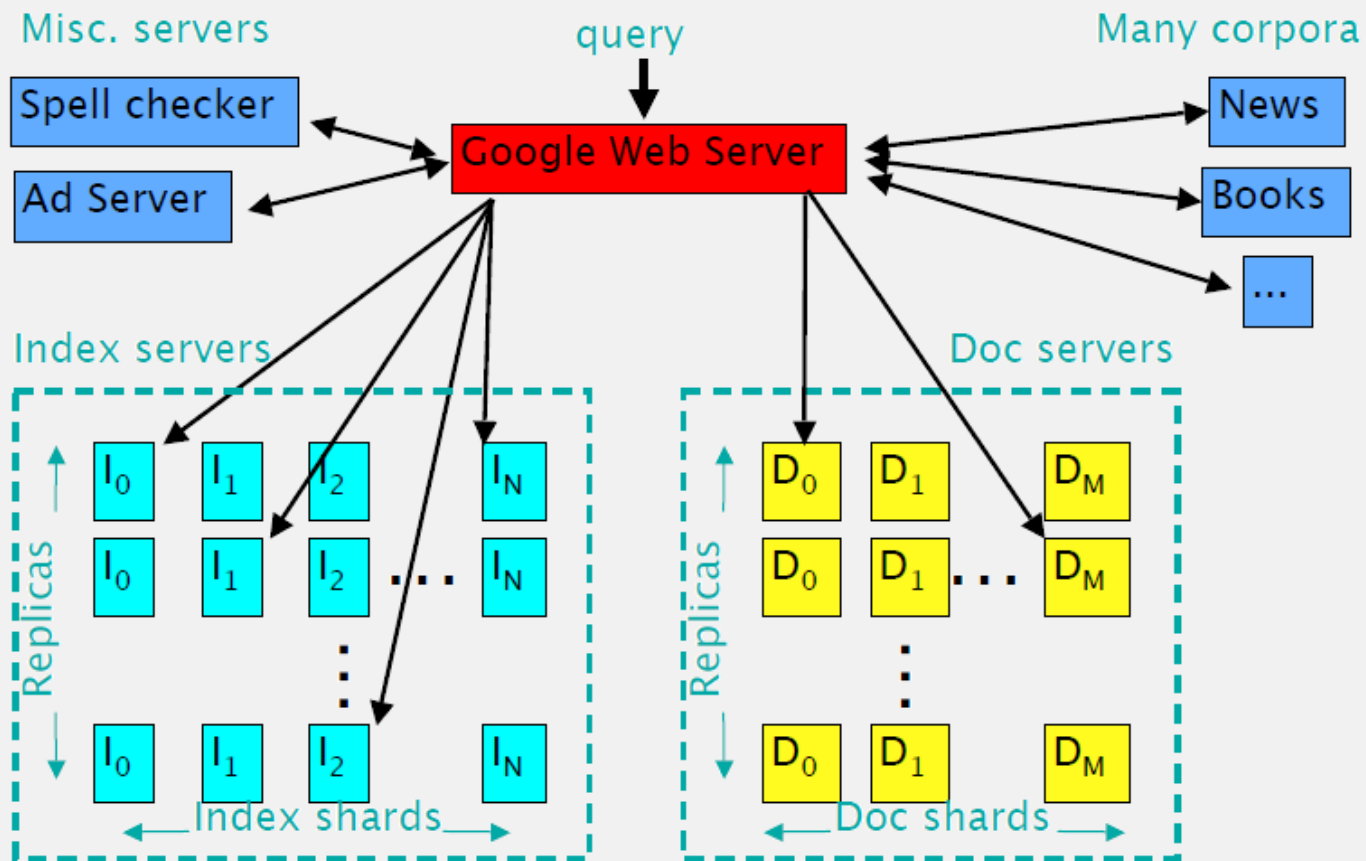 Misc. servers
query
Many corpora
Spell checker
Google Web Server
News
Ad Server
Books
...
Index servers
Doc servers
Replicas
I0 I1 I2 IN
I0 I1 I2 ... IN
I0 I1 I2 IN
Index shards
Replicas
D0 D1 DM
D0 D1 ... DM
D0 D1 DM
Doc shards